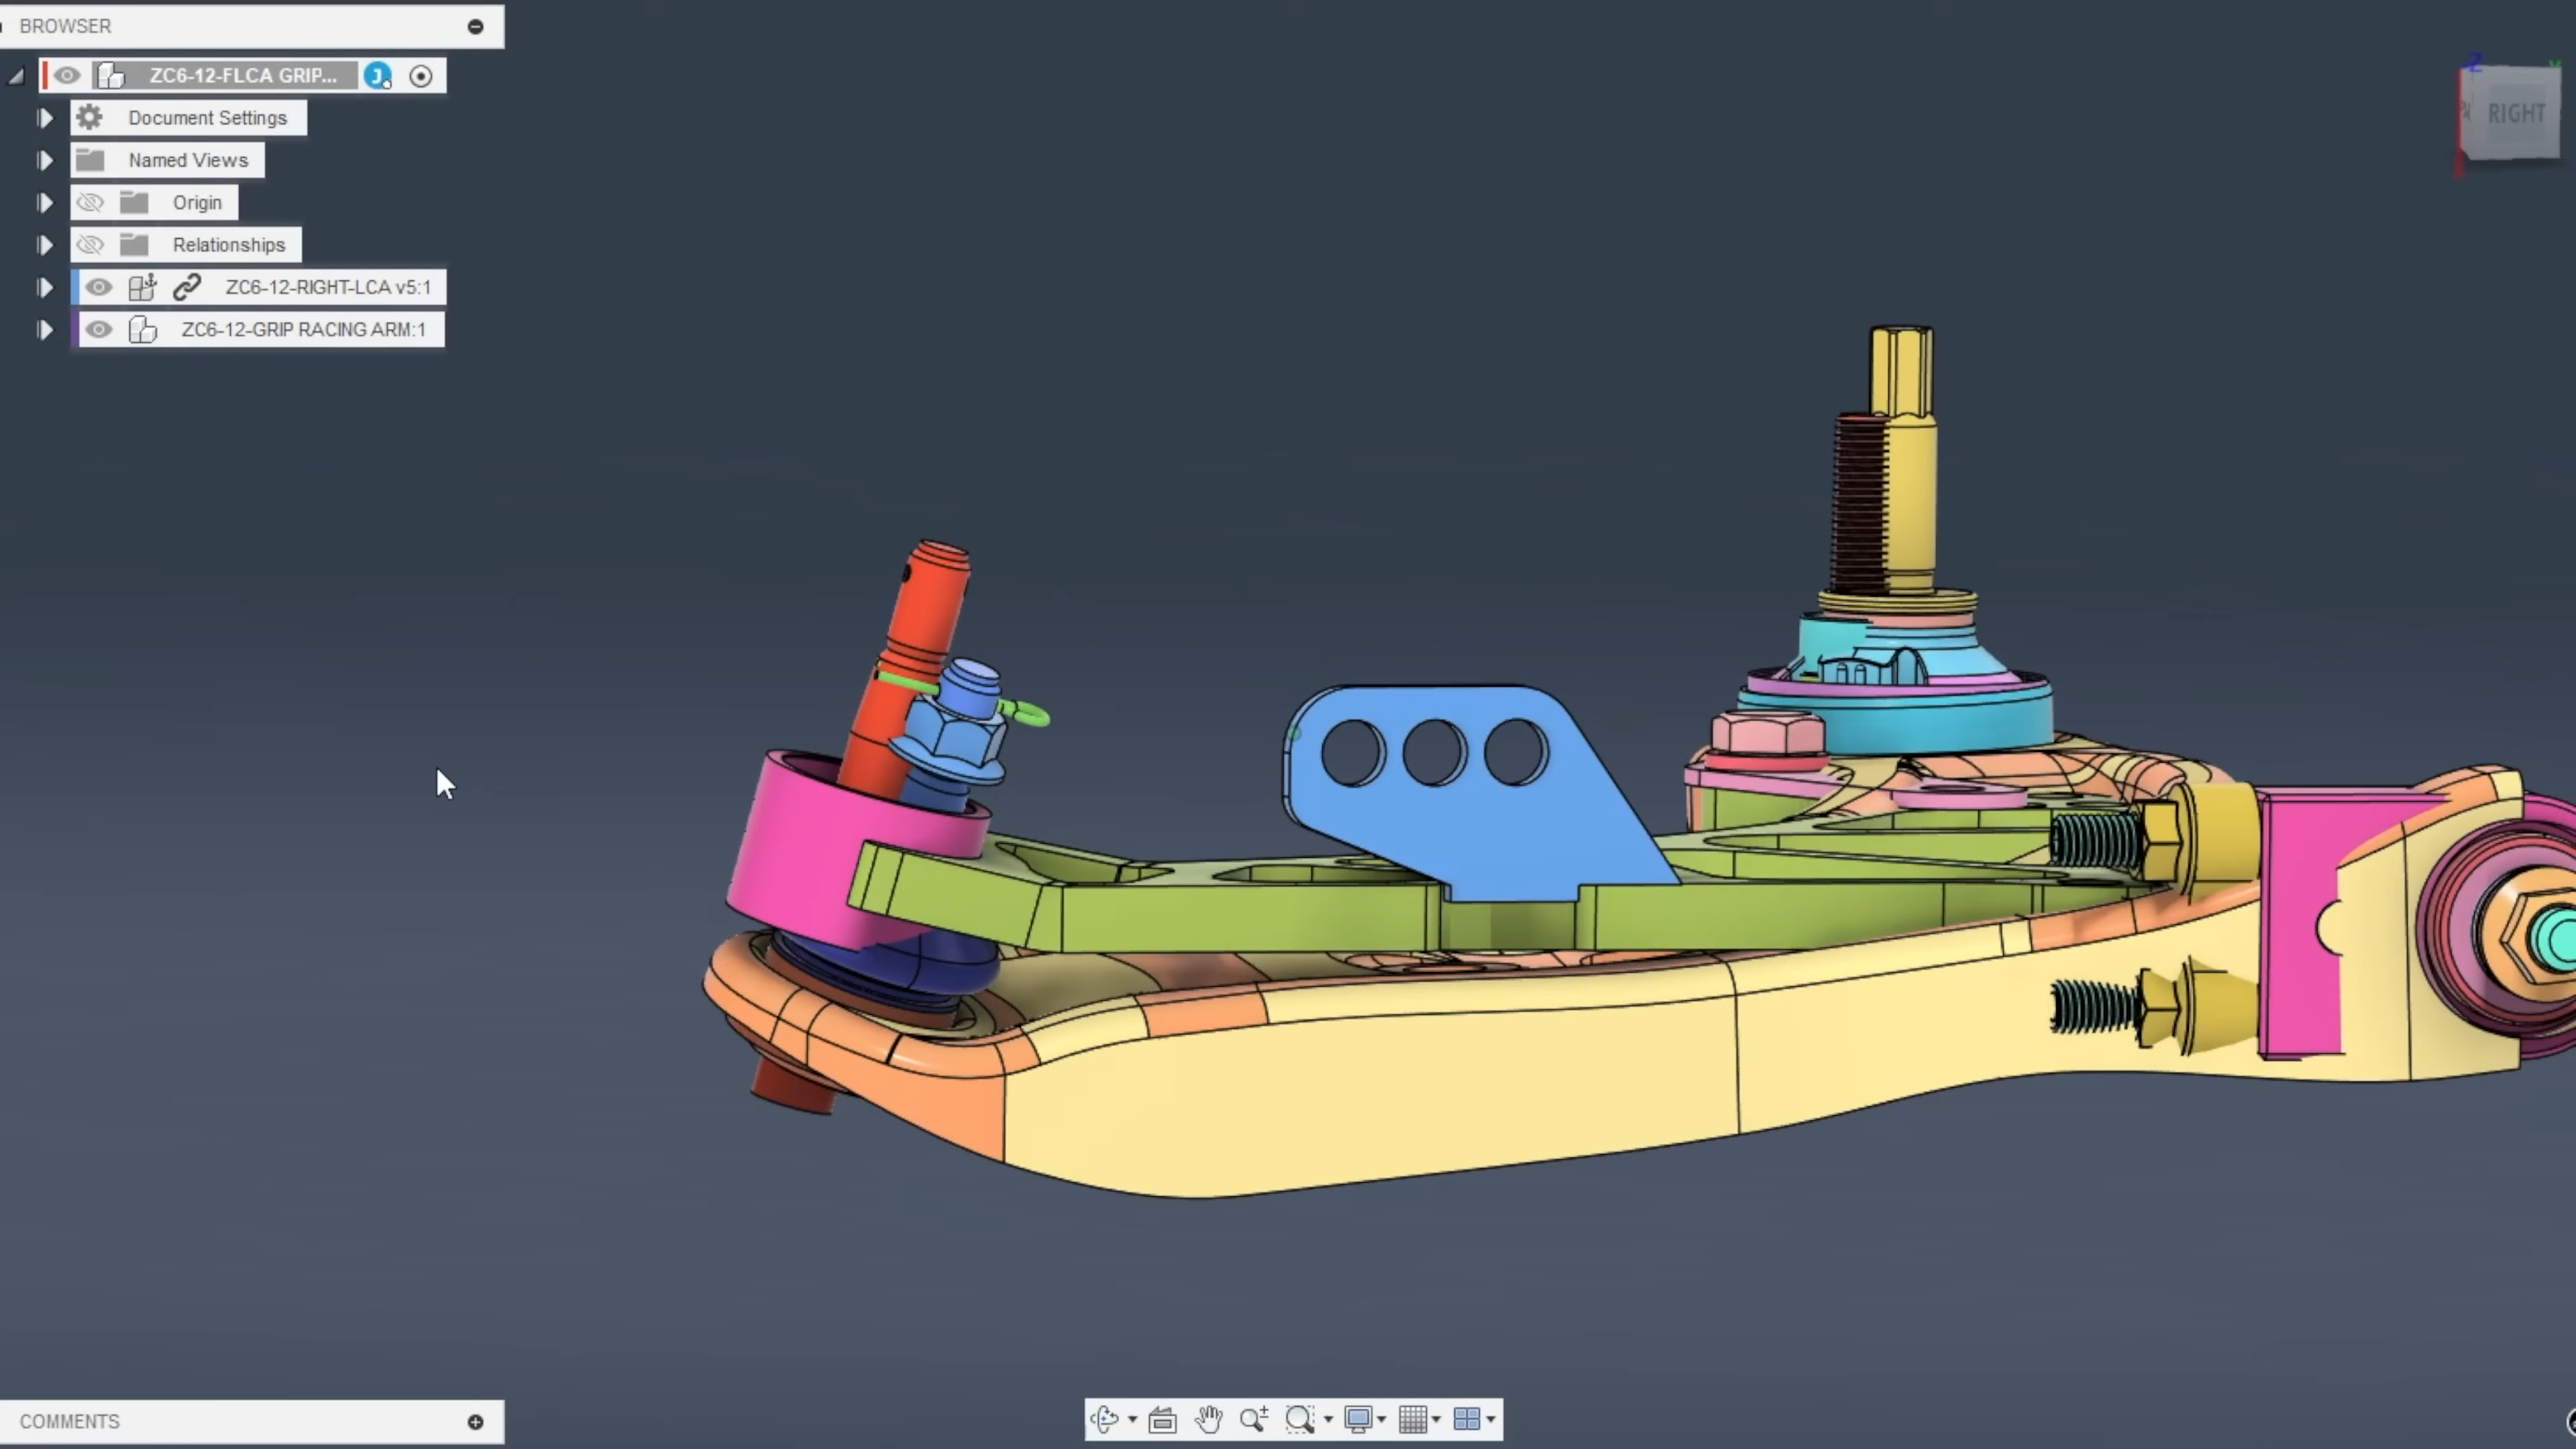 BROWSER
ZC6-12-FLCA GRIP...
J
Document Settings
Named Views
Origin
Relationships
ZC6-12-RIGHT-LCA v5:1
ZC6-12-GRIP RACING ARM:1
Z
Y
RIGHT
COMMENTS